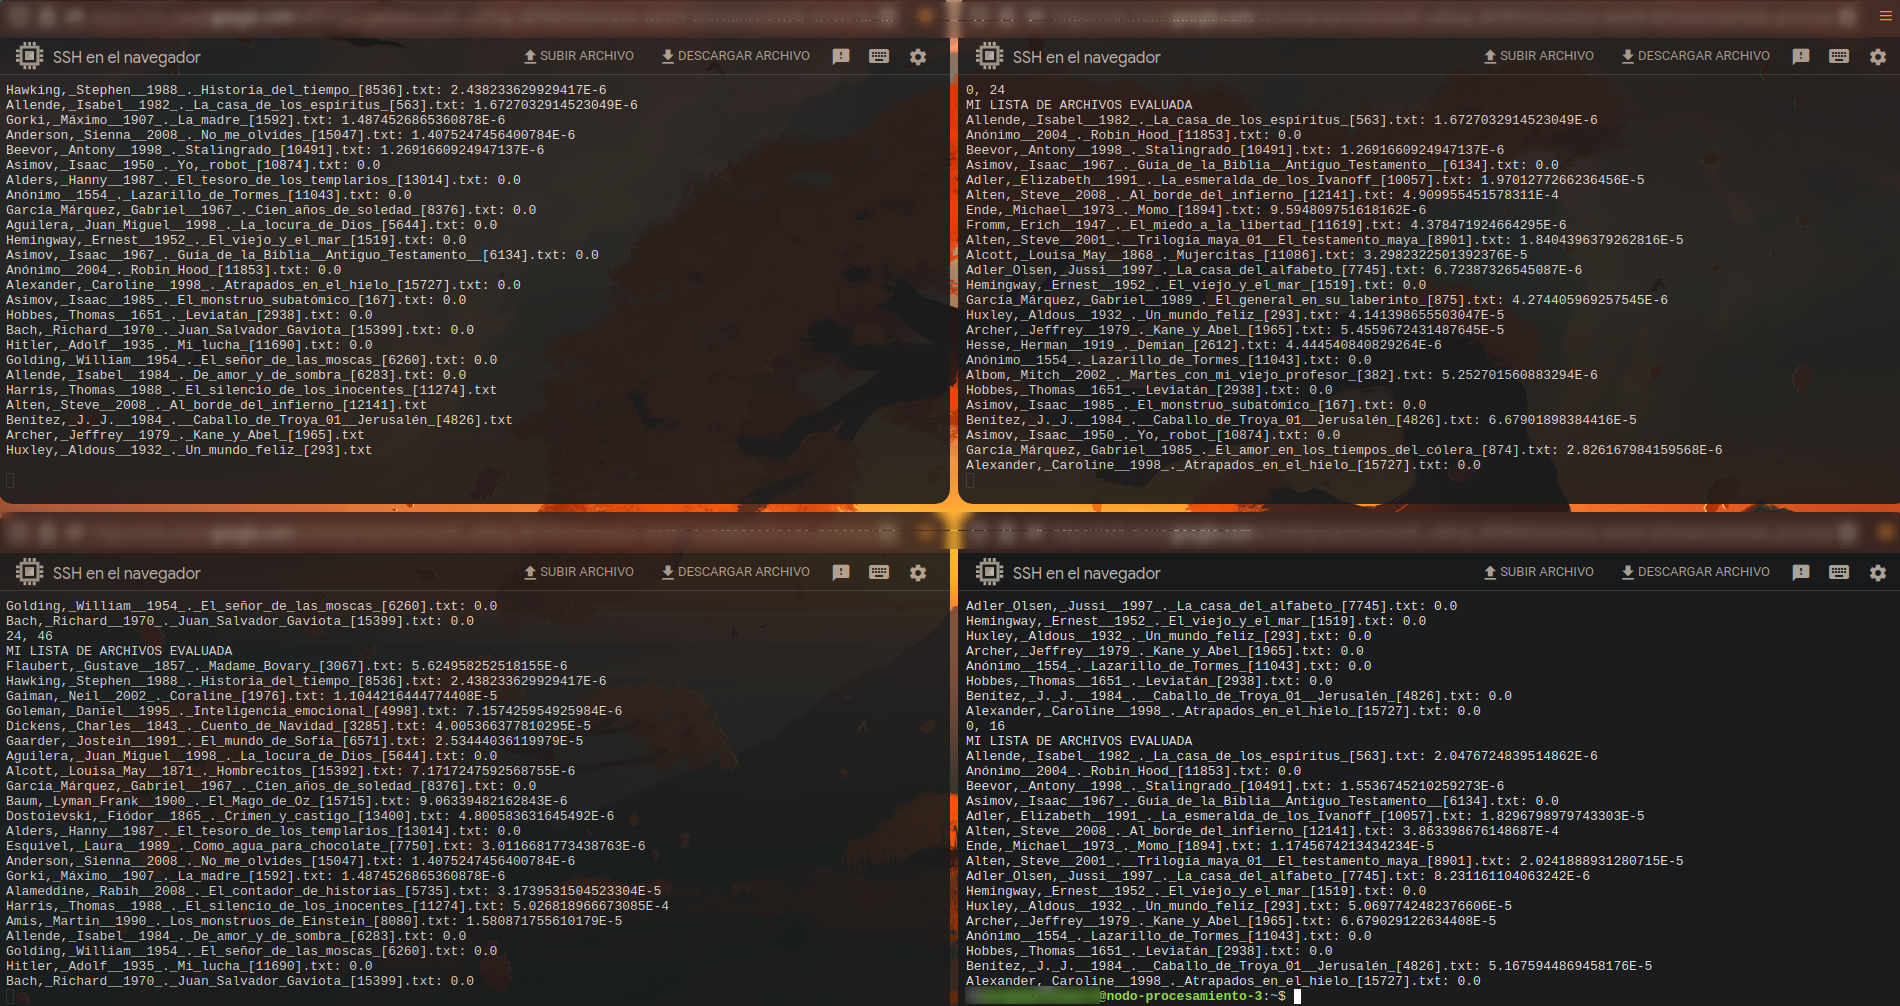 SSH en el navegador
SUBIR ARCHIVO
DESCARGAR ARCHIVO
Hawking,_Stephen__1988_._Historia_del_tiempo_[8536].txt: 2.438233629929417E-6
Allende,_Isabel__1982_._La_casa_de_los_espíritus_[563].txt: 1.6727032914523049E-6
Gorki,_Máximo__1907_._La_madre_[1592].txt: 1.4874526865360878E-6
Anderson,_Sienna__2008_._No_me_olvides_[15047].txt: 1.4075247456400784E-6
Beevor,_Antony__1998_._Stalingrado_[10491].txt: 1.2691660924947137E-6
Asimov,_Isaac__1950_._Yo,_robot_[10874].txt: 0.0
Alders,_Hanny__1987_._El_tesoro_de_los_templarios_[13014].txt: 0.0
Anónimo__1554_._Lazarillo_de_Tormes_[11043].txt: 0.0
García_Márquez,_Gabriel__1967_._Cien_años_de_soledad_[8376].txt: 0.0
Aguilera,_Juan_Miguel__1998_._La_locura_de_Dios_[5644].txt: 0.0
Hemingway,_Ernest__1952_._El_viejo_y_el_mar_[1519].txt: 0.0
Asimov,_Isaac__1967_._Guía_de_la_Biblia__Antiguo_Testamento__[6134].txt: 0.0
Anónimo__2004_._Robin_Hood_[11853].txt: 0.0
Alexander,_Caroline__1998_._Atrapados_en_el_hielo_[15727].txt: 0.0
Asimov,_Isaac__1985_._El_monstruo_subatómico_[167].txt: 0.0
Hobbes,_Thomas__1651_._Leviatán_[2938].txt: 0.0
Bach,_Richard__1970_._Juan_Salvador_Gaviota_[15399].txt: 0.0
Hitler,_Adolf__1935_._Mi_lucha_[11690].txt: 0.0
Golding,_William__1954_._El_señor_de_las_moscas_[6260].txt: 0.0
Allende,_Isabel__1984_._De_amor_y_de_sombra_[6283].txt: 0.0
Harris,_Thomas__1988_._El_silencio_de_los_inocentes_[11274].txt
Alten,_Steve__2008_._Al_borde_del_infierno_[12141].txt
Benítez,_J._J.__1984_.__Caballo_de_Troya_01__Jerusalén_[4826].txt
Archer,_Jeffrey__1979_._Kane_y_Abel_[1965].txt
Huxley,_Aldous__1932_._Un_mundo_feliz_[293].txt
SSH en el navegador
SUBIR ARCHIVO
DESCARGAR ARCHIVO
0, 24
MI LISTA DE ARCHIVOS EVALUADA
Allende,_Isabel__1982_._La_casa_de_los_espíritus_[563].txt: 1.6727032914523049E-6
Anónimo__2004_._Robin_Hood_[11853].txt: 0.0
Beevor,_Antony__1998_._Stalingrado_[10491].txt: 1.2691660924947137E-6
Asimov,_Isaac__1967_._Guía_de_la_Biblia__Antiguo_Testamento__[6134].txt: 0.0
Adler,_Elizabeth__1991_._La_esmeralda_de_los_Ivanoff_[10057].txt: 1.9701277266236456E-5
Alten,_Steve__2008_._Al_borde_del_infierno_[12141].txt: 4.909955451578311E-4
Ende,_Michael__1973_._Momo_[1894].txt: 9.594809751618162E-6
Fromm,_Erich__1947_._El_miedo_a_la_libertad_[11619].txt: 4.378471924664295E-6
Alten,_Steve__2001_.__Trilogía_maya_01__El_testamento_maya_[8901].txt: 1.8404396379262816E-5
Alcott,_Louisa_May__1868_._Mujercitas_[11086].txt: 3.2982322501392376E-5
Adler_Olsen,_Jussi__1997_._La_casa_del_alfabeto_[7745].txt: 6.72387326545087E-6
Hemingway,_Ernest__1952_._El_viejo_y_el_mar_[1519].txt: 0.0
García_Márquez,_Gabriel__1989_._El_general_en_su_laberinto_[875].txt: 4.274405969257545E-6
Huxley,_Aldous__1932_._Un_mundo_feliz_[293].txt: 4.141398655503047E-5
Archer,_Jeffrey__1979_._Kane_y_Abel_[1965].txt: 5.4559672431487645E-5
Hesse,_Herman__1919_._Demian_[2612].txt: 4.444540840829264E-6
Anónimo__1554_._Lazarillo_de_Tormes_[11043].txt: 0.0
Albom,_Mitch__2002_._Martes_con_mi_viejo_profesor_[382].txt: 5.252701560883294E-6
Hobbes,_Thomas__1651_._Leviatán_[2938].txt: 0.0
Asimov,_Isaac__1985_._El_monstruo_subatómico_[167].txt: 0.0
Benítez,_J._J.__1984_.__Caballo_de_Troya_01__Jerusalén_[4826].txt: 6.67901898384416E-5
Asimov,_Isaac__1950_._Yo,_robot_[10874].txt: 0.0
García_Márquez,_Gabriel__1985_._El_amor_en_los_tiempos_del_cólera_[874].txt: 2.826167984159568E-6
Alexander,_Caroline__1998_._Atrapados_en_el_hielo_[15727].txt: 0.0
SSH en el navegador
SUBIR ARCHIVO
DESCARGAR ARCHIVO
Golding,_William__1954_._El_señor_de_las_moscas_[6260].txt: 0.0
Bach,_Richard__1970_._Juan_Salvador_Gaviota_[15399].txt: 0.0
24, 46
MI LISTA DE ARCHIVOS EVALUADA
Flaubert,_Gustave__1857_._Madame_Bovary_[3067].txt: 5.624958252518155E-6
Hawking,_Stephen__1988_._Historia_del_tiempo_[8536].txt: 2.438233629929417E-6
Gaiman,_Neil__2002_._Coraline_[1976].txt: 1.1044216444774408E-5
Goleman,_Daniel__1995_._Inteligencia_emocional_[4998].txt: 7.157425954925984E-6
Dickens,_Charles__1843_._Cuento_de_Navidad_[3285].txt: 4.005366377810295E-5
Gaarder,_Jostein__1991_._El_mundo_de_Sofía_[6571].txt: 2.53444036119979E-5
Aguilera,_Juan_Miguel__1998_._La_locura_de_Dios_[5644].txt: 0.0
Alcott,_Louisa_May__1871_._Hombrecitos_[15392].txt: 7.1717247592568755E-6
García_Márquez,_Gabriel__1967_._Cien_años_de_soledad_[8376].txt: 0.0
Baum,_Lyman_Frank__1900_._El_Mago_de_Oz_[15715].txt: 9.06339482162843E-6
Dostoievski,_Fiódor__1865_._Crimen_y_castigo_[13400].txt: 4.800583631645492E-6
Alders,_Hanny__1987_._El_tesoro_de_los_templarios_[13014].txt: 0.0
Esquivel,_Laura__1989_._Como_agua_para_chocolate_[7750].txt: 3.0116681773438763E-6
Anderson,_Sienna__2008_._No_me_olvides_[15047].txt: 1.4075247456400784E-6
Gorki,_Máximo__1907_._La_madre_[1592].txt: 1.4874526865360878E-6
Alameddine,_Rabih__2008_._El_contador_de_historias_[5735].txt: 3.1739531504523304E-5
Harris,_Thomas__1988_._El_silencio_de_los_inocentes_[11274].txt: 5.026818966673085E-4
Amis,_Martin__1990_._Los_monstruos_de_Einstein_[8080].txt: 1.580871755610179E-5
Allende,_Isabel__1984_._De_amor_y_de_sombra_[6283].txt: 0.0
Golding,_William__1954_._El_señor_de_las_moscas_[6260].txt: 0.0
Hitler,_Adolf__1935_._Mi_lucha_[11690].txt: 0.0
Bach,_Richard__1970_._Juan_Salvador_Gaviota_[15399].txt: 0.0
SSH en el navegador
SUBIR ARCHIVO
DESCARGAR ARCHIVO
Adler_Olsen,_Jussi__1997_._La_casa_del_alfabeto_[7745].txt: 0.0
Hemingway,_Ernest__1952_._El_viejo_y_el_mar_[1519].txt: 0.0
Huxley,_Aldous__1932_._Un_mundo_feliz_[293].txt: 0.0
Archer,_Jeffrey__1979_._Kane_y_Abel_[1965].txt: 0.0
Anónimo__1554_._Lazarillo_de_Tormes_[11043].txt: 0.0
Hobbes,_Thomas__1651_._Leviatán_[2938].txt: 0.0
Benítez,_J._J.__1984_.__Caballo_de_Troya_01__Jerusalén_[4826].txt: 0.0
Alexander,_Caroline__1998_._Atrapados_en_el_hielo_[15727].txt: 0.0
0, 16
MI LISTA DE ARCHIVOS EVALUADA
Allende,_Isabel__1982_._La_casa_de_los_espíritus_[563].txt: 2.0476724839514862E-6
Anónimo__2004_._Robin_Hood_[11853].txt: 0.0
Beevor,_Antony__1998_._Stalingrado_[10491].txt: 1.5536745210259273E-6
Asimov,_Isaac__1967_._Guía_de_la_Biblia__Antiguo_Testamento__[6134].txt: 0.0
Adler,_Elizabeth__1991_._La_esmeralda_de_los_Ivanoff_[10057].txt: 1.8296798979743303E-5
Alten,_Steve__2008_._Al_borde_del_infierno_[12141].txt: 3.863398676148687E-4
Ende,_Michael__1973_._Momo_[1894].txt: 1.1745674213434234E-5
Alten,_Steve__2001_.__Trilogía_maya_01__El_testamento_maya_[8901].txt: 2.0241888931280715E-5
Adler_Olsen,_Jussi__1997_._La_casa_del_alfabeto_[7745].txt: 8.231161104063242E-6
Hemingway,_Ernest__1952_._El_viejo_y_el_mar_[1519].txt: 0.0
Huxley,_Aldous__1932_._Un_mundo_feliz_[293].txt: 5.0697742482376606E-5
Archer,_Jeffrey__1979_._Kane_y_Abel_[1965].txt: 6.679029122634408E-5
Anónimo__1554_._Lazarillo_de_Tormes_[11043].txt: 0.0
Hobbes,_Thomas__1651_._Leviatán_[2938].txt: 0.0
Benítez,_J._J.__1984_.__Caballo_de_Troya_01__Jerusalén_[4826].txt: 5.1675944869458176E-5
Alexander,_Caroline__1998_._Atrapados_en_el_hielo_[15727].txt: 0.0
@nodo-procesamiento-3:~$